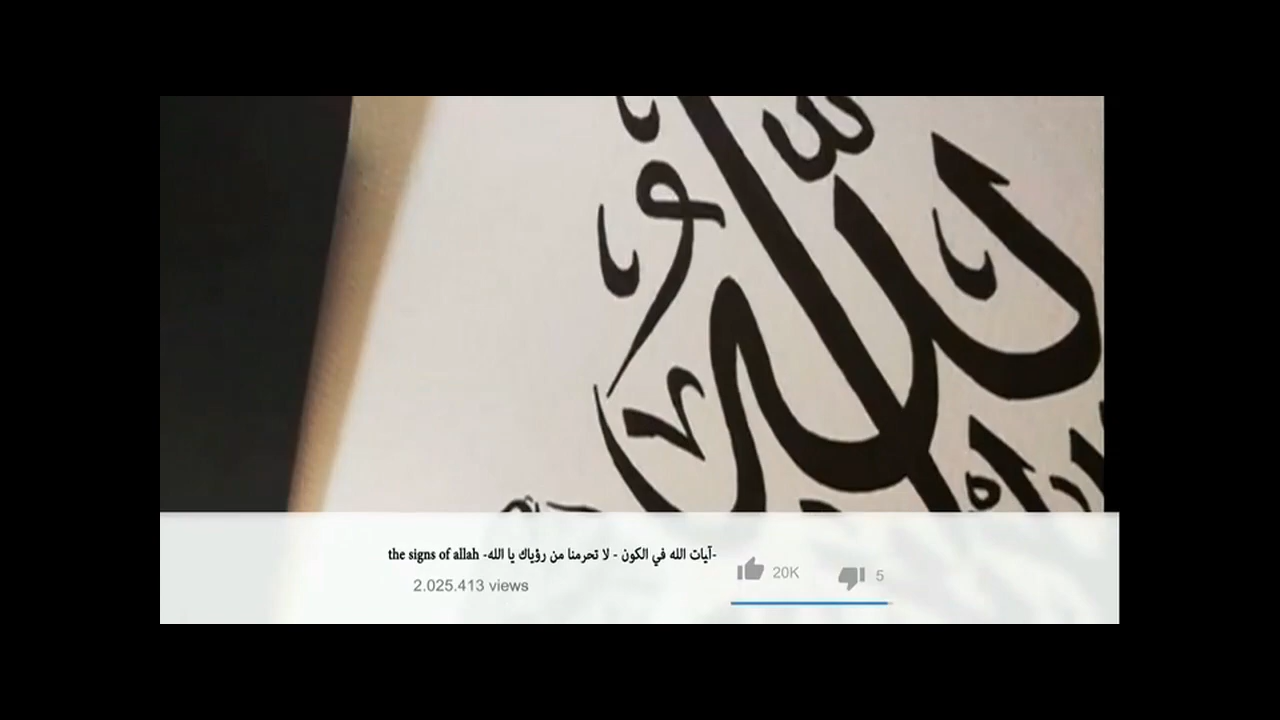 الله
the signs of allah -آيات الله في الكون - لا تحرمنا من رؤياك يا الله-
2.025.413 views
20K
5